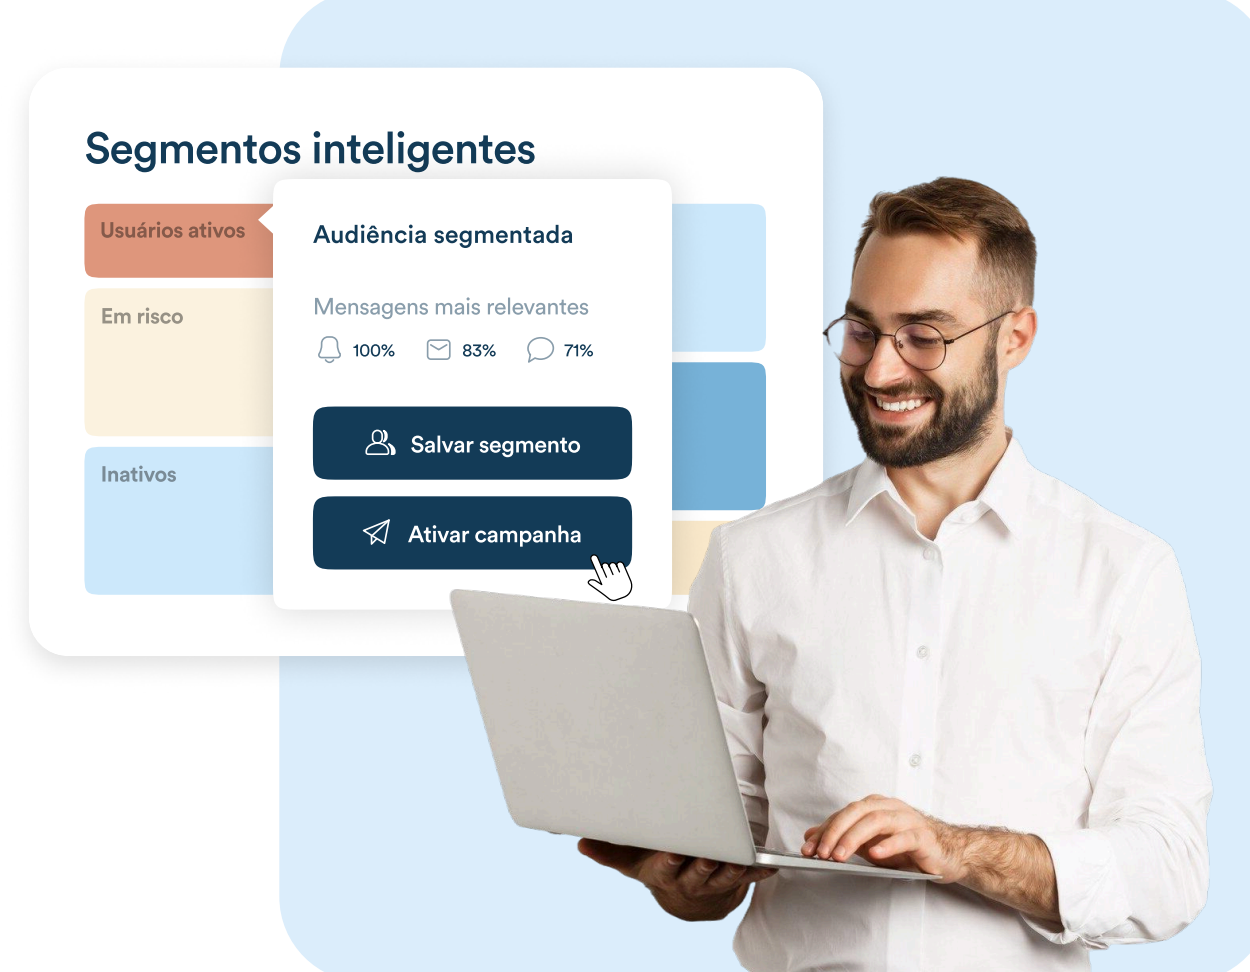 Segmentos inteligentes
Usuários ativos
Em risco
Inativos
Audiência segmentada
Mensagens mais relevantes
100% 83% 71%
Salvar segmento
Ativar campanha